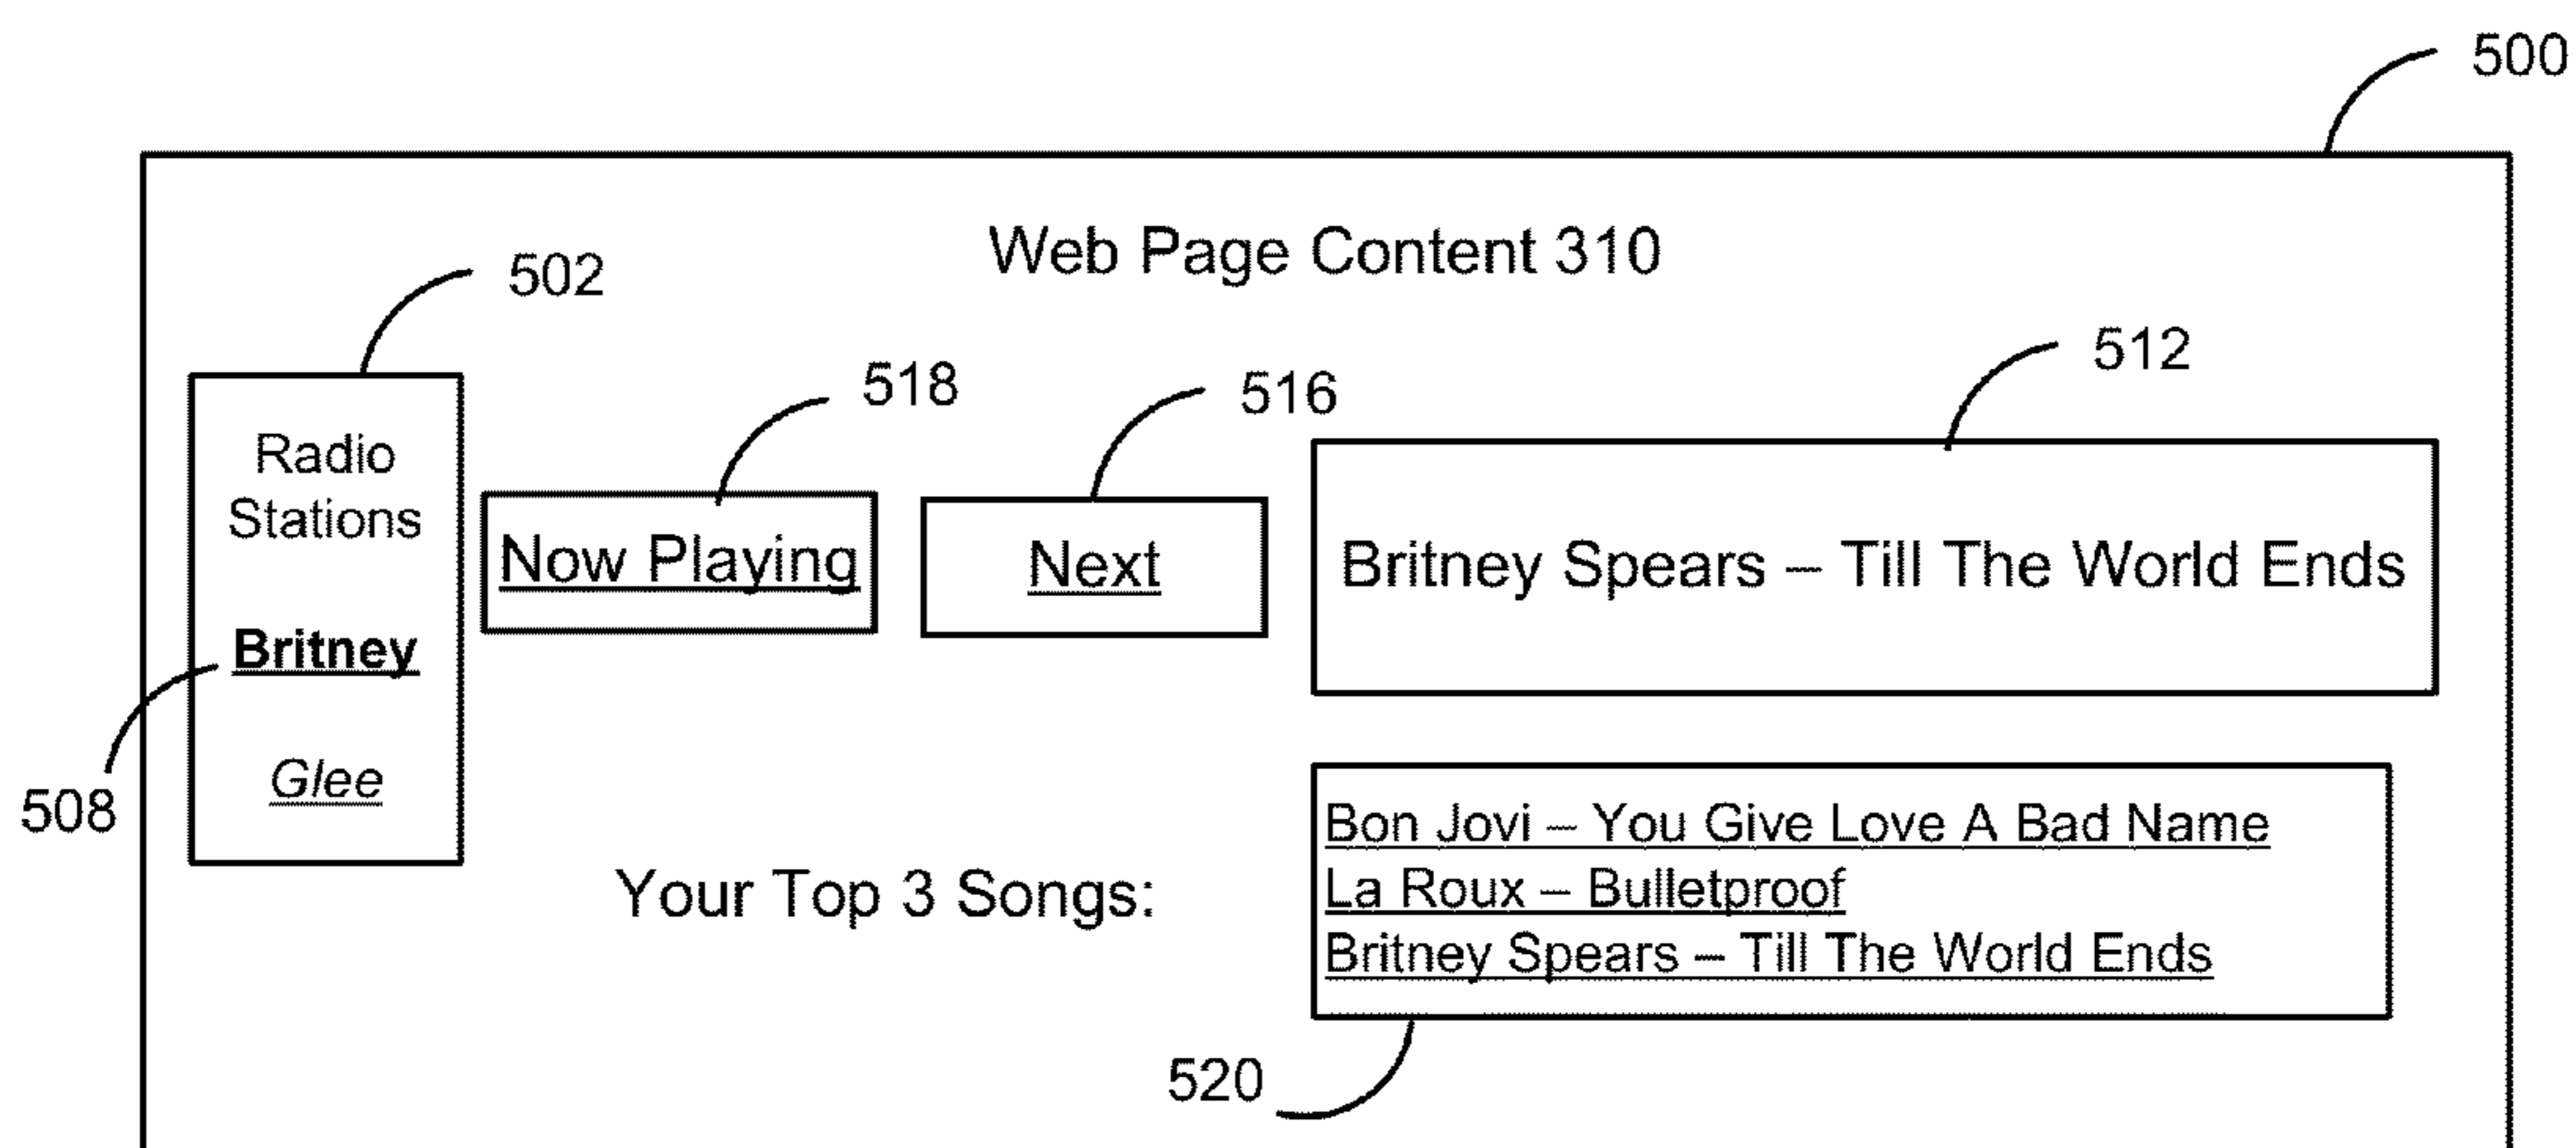 500
Web Page Content 310
502
512
518
516
Radio
Stations
Now Playing
Next
Britney Spears – Till The World Ends
Britney
Glee
508
Your Top 3 Songs:
Bon Jovi – You Give Love A Bad Name
La Roux – Bulletproof
Britney Spears – Till The World Ends
520